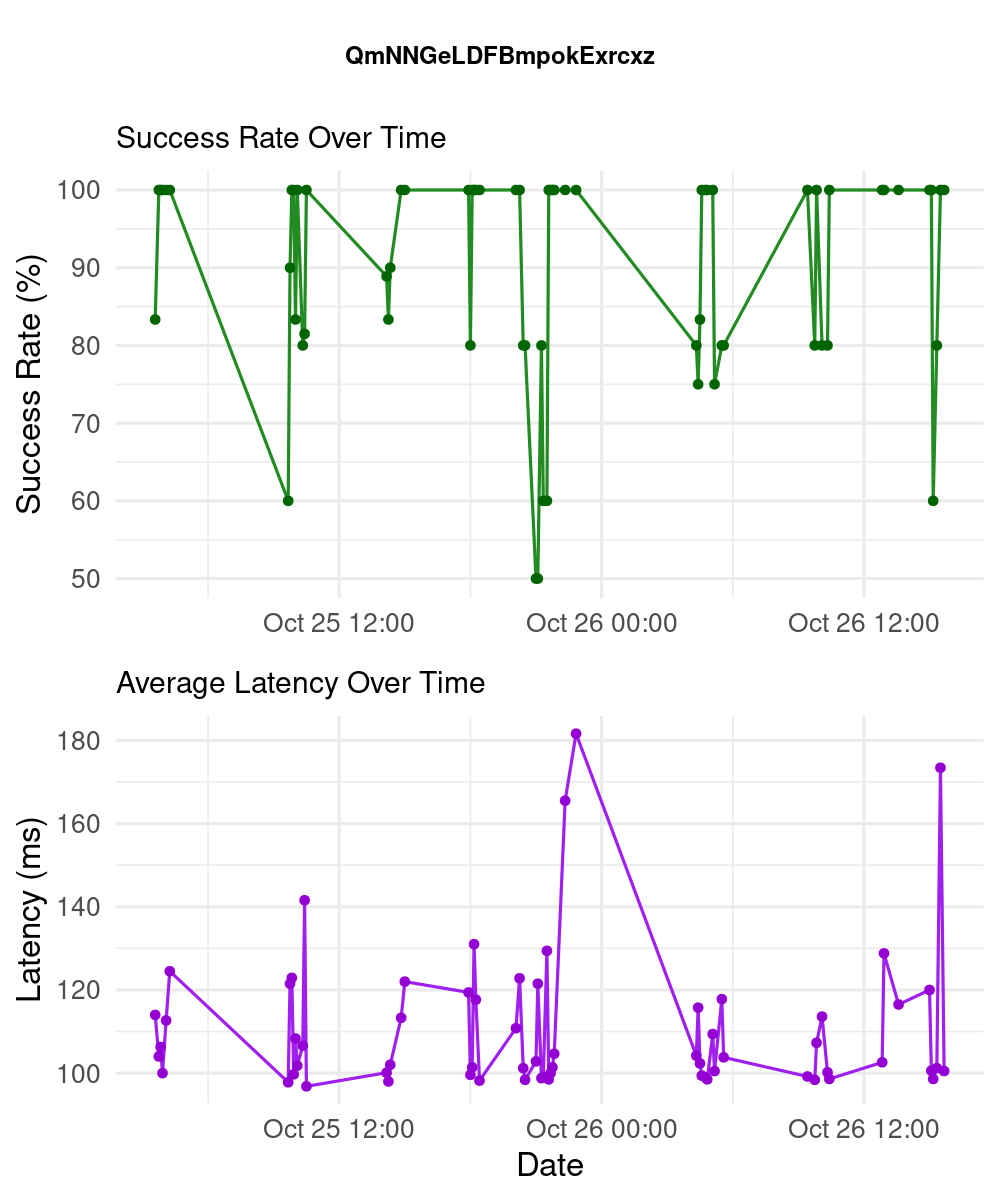 QmNNGeLDFBmpokExrcxz
Success Rate Over Time
Success Rate (%)
100
90
80
70
60
50
Oct 25 12:00
Oct 26 00:00
Oct 26 12:00
Average Latency Over Time
Latency (ms)
180
160
140
120
100
Oct 25 12:00
Oct 26 00:00
Oct 26 12:00
Date